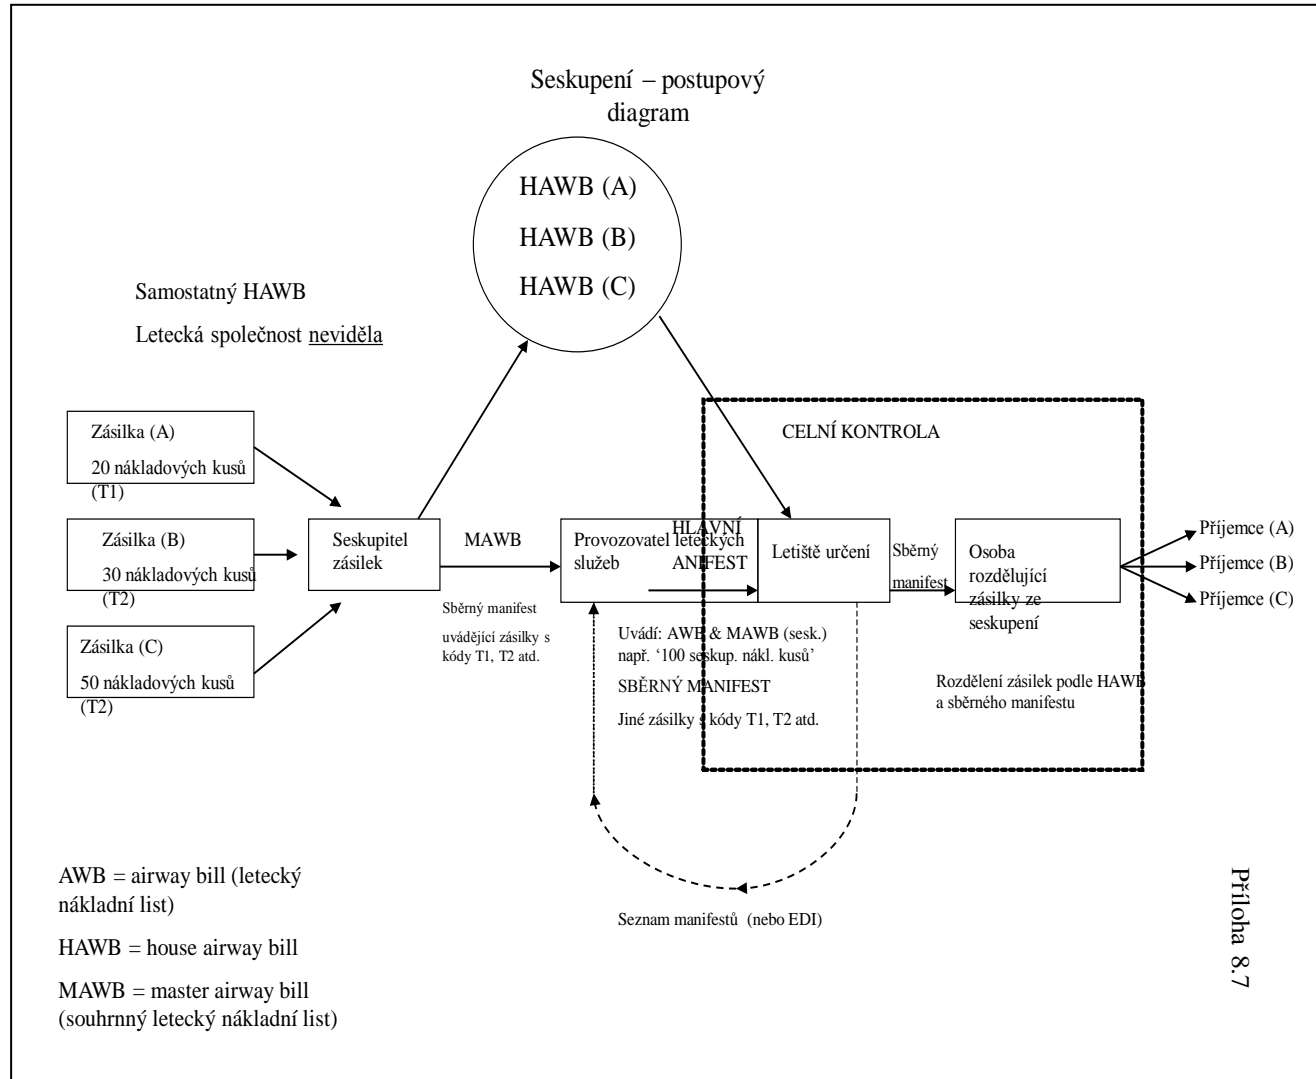 Seskupení – postupový
diagram
HAWB (A)
HAWB (B)
HAWB (C)
Samostatný HAWB
Letecká společnost neviděla
Zásilka (A)
20 nákladových kusů
(T1)
Zásilka (B)
30 nákladových kusů
(T2)
Zásilka (C)
50 nákladových kusů
(T2)
Seskupitel
zásilek
MAWB
Sběrný manifest
uvádějící zásilky s
kódy T1, T2 atd.
Provozovatel leteckých
služeb
HLAVNÍ
ANIFEST
CELNÍ KONTROLA
Letiště určení
Sběrný
manifest
Osoba
rozdělující
zásilky ze
seskupení
Příjemce (A)
Příjemce (B)
Příjemce (C)
Uvádí: AWB & MAWB (sesk.)
např. ‘100 seskup. nákl. kusů’
SBĚRNÝ MANIFEST
Jiné zásilky s kódy T1, T2 atd.
Rozdělení zásilek podle HAWB
a sběrného manifestu
Seznam manifestů (nebo EDI)
AWB = airway bill (letecký
nákladní list)
HAWB = house airway bill
MAWB = master airway bill
(souhrnný letecký nákladní list)
Příloha 8.7